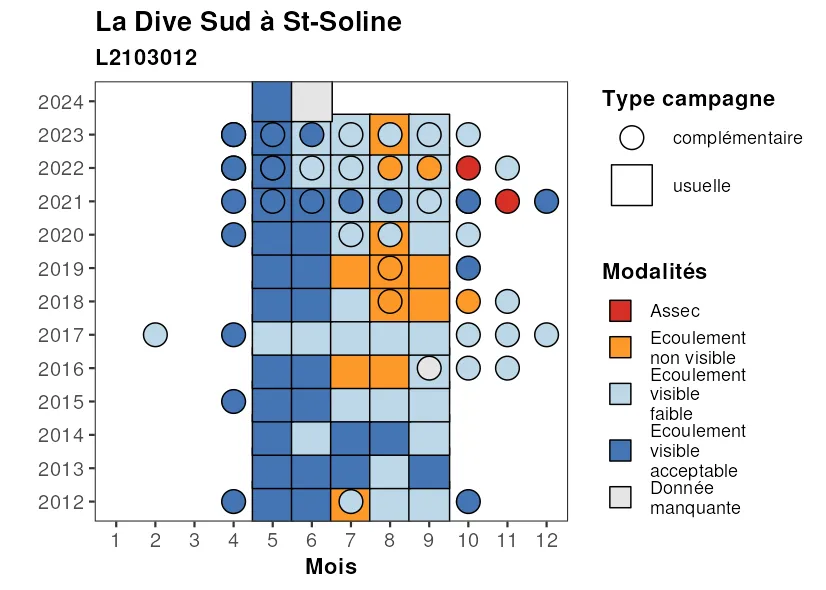 La Dive Sud à St-Soline
L2103012
2024
2023
2022
2021
2020
2019
2018
2017
2016
2015
2014
2013
2012
1 2 3 4 5 6 7 8 9 10 11 12
Mois
Type campagne
complémentaire
usuelle
Modalités
Assec
Ecoulement
non visible
Ecoulement
visible
faible
Ecoulement
visible
acceptable
Donnée
manquante